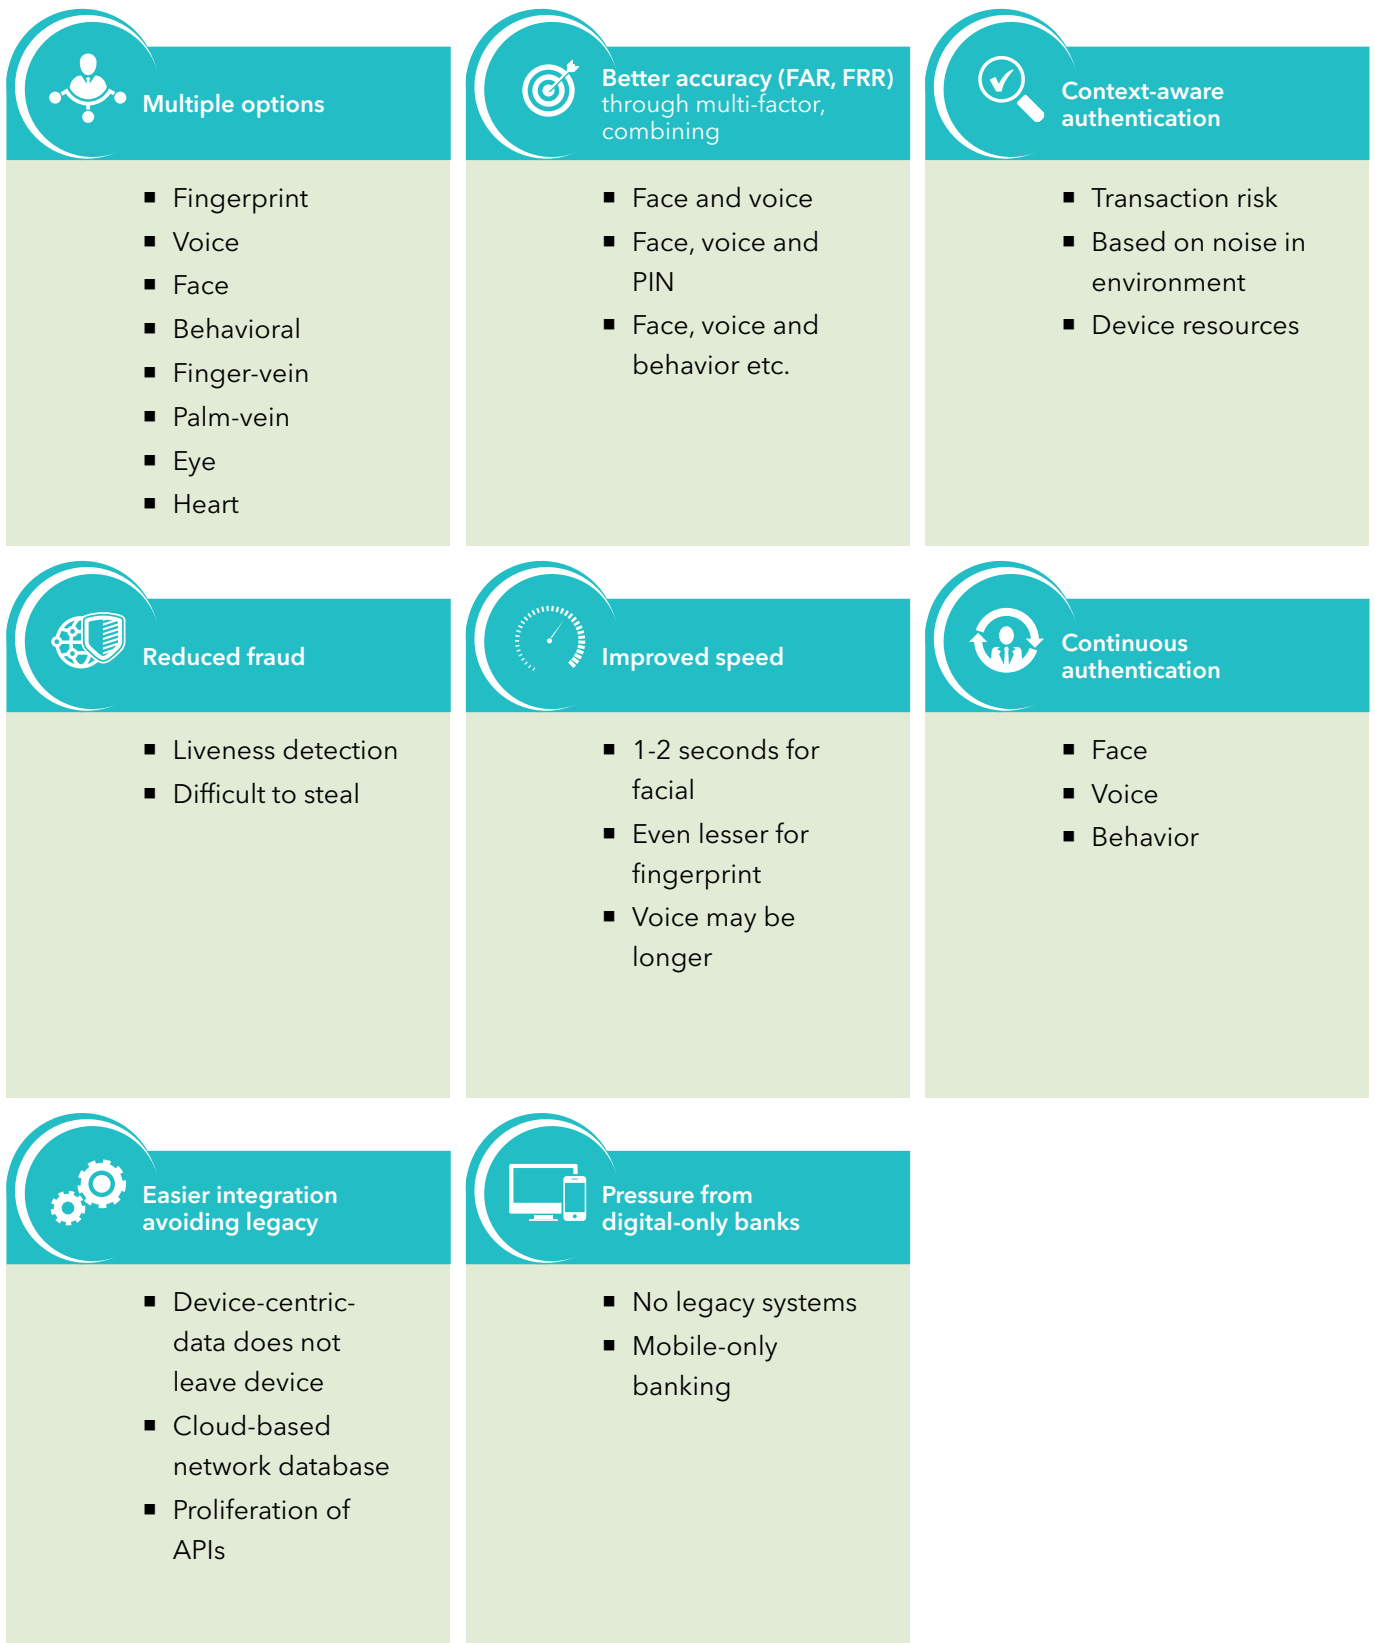 Multiple options
■ Fingerprint
■ Voice
■ Face
■ Behavioral
■ Finger-vein
■ Palm-vein
■ Eye
■ Heart
Better accuracy (FAR, FRR)
through multi-factor,
combining
■ Face and voice
■ Face, voice and
PIN
■ Face, voice and
behavior etc.
Context-aware
authentication
■ Transaction risk
■ Based on noise in
environment
■ Device resources
Reduced fraud
■ Liveness detection
■ Difficult to steal
Improved speed
■ 1-2 seconds for
facial
■ Even lesser for
fingerprint
■ Voice may be
longer
Continuous
authentication
■ Face
■ Voice
■ Behavior
Easier integration
avoiding legacy
■ Device-centric-
data does not
leave device
■ Cloud-based
network database
■ Proliferation of
APIs
Pressure from
digital-only banks
■ No legacy systems
■ Mobile-only
banking